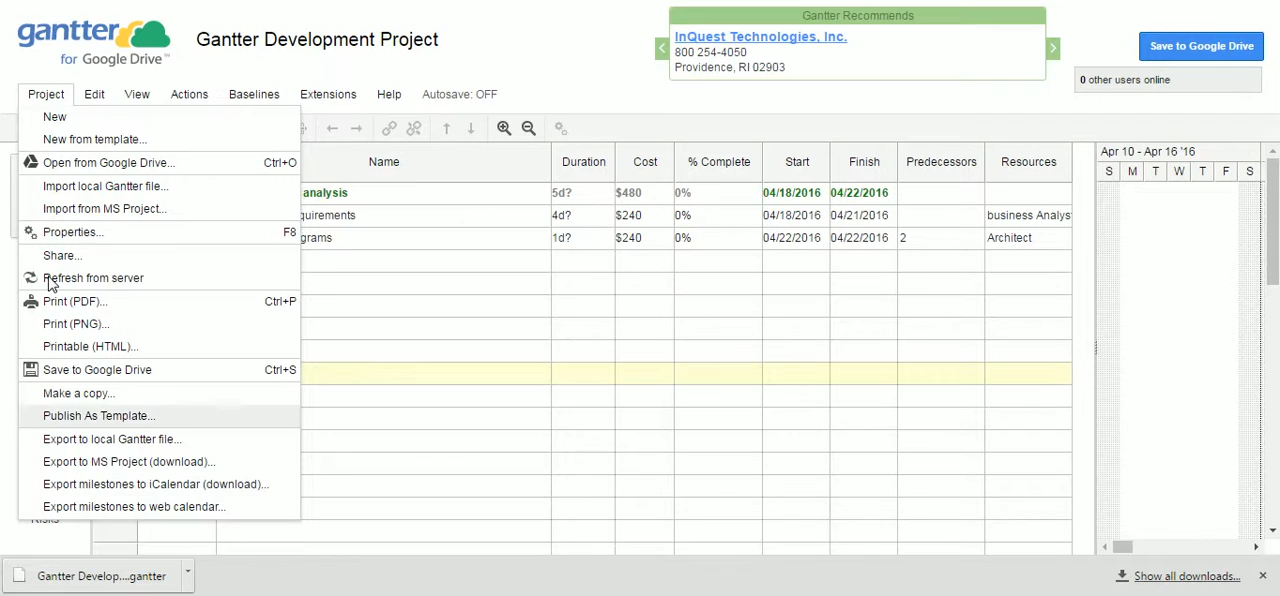 gantter
for Google Drive™
Gantter Development Project
Gantter Recommends
InQuest Technologies, Inc.
800 254-4050
Providence, RI 02903
Save to Google Drive
0 other users online
Project Edit View Actions Baselines Extensions Help Autosave: OFF
New
New from template...
Open from Google Drive... Ctrl+O
Import local Gantter file...
Import from MS Project...
Properties... F8
Share...
Refresh from server
Print (PDF)... Ctrl+P
Print (PNG)...
Printable (HTML)...
Save to Google Drive Ctrl+S
Make a copy...
Publish As Template...
Export to local Gantter file...
Export to MS Project (download)...
Export milestones to iCalendar (download)...
Export milestones to web calendar...
Risks
Name Duration Cost % Complete Start Finish Predecessors Resources
analysis 5d? $480 0% 04/18/2016 04/22/2016
quirements 4d? $240 0% 04/18/2016 04/21/2016 business Analyst
grams 1d? $240 0% 04/22/2016 04/22/2016 2 Architect
Apr 10 - Apr 16 '16
S M T W T F S
Gantter Develop....gantter
Show all downloads...